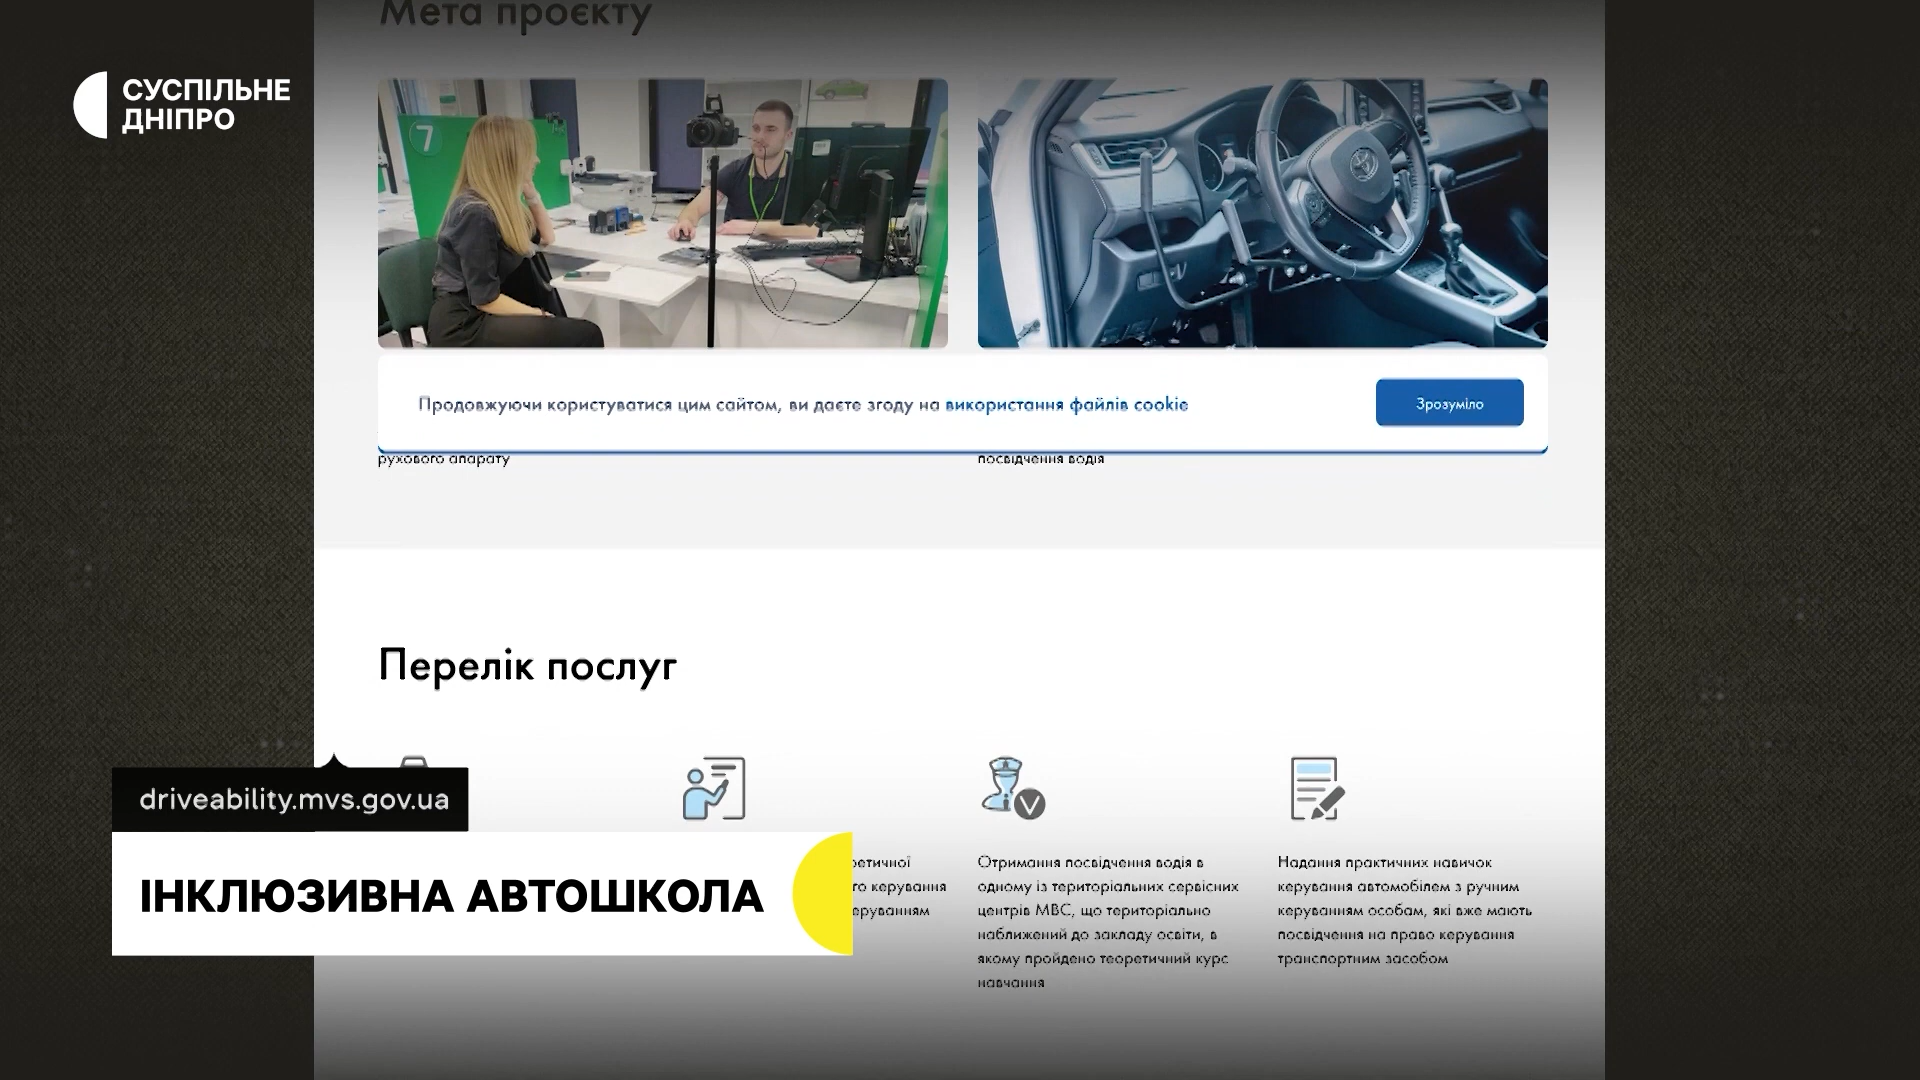 Мета проєкту
СУСПІЛЬНЕ
ДНІПРО
7
Продовжуючи користуватися цим сайтом, ви даєте згоду на використання файлів cookie
Зрозуміло
рухового апарату
посвідчення водія
Перелік послуг
driveability.mvs.gov.ua
ІНКЛЮЗИВНА АВТОШКОЛА
керування
Отримання посвідчення водія в
одному із територіальних сервісних
центрів МВС, що територіально
наближений до закладу освіти, в
якому пройдено теоретичний курс
навчання
Надання практичних навичок
керування автомобілем з ручним
керуванням особам, які вже мають
посвідчення на право керування
транспортним засобом